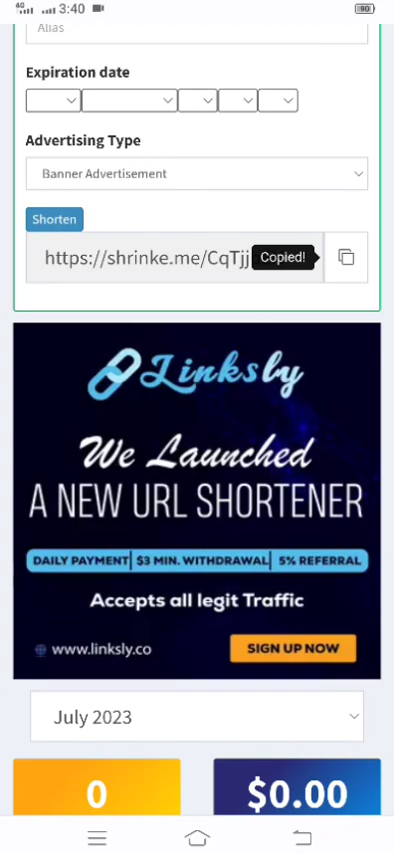 4G 3:40 90
Alias
Expiration date
Advertising Type
Banner Advertisement
Shorten
https://shrinke.me/CqTjj Copied!
Linksly
We Launched
A NEW URL SHORTENER
DAILY PAYMENT $3 MIN. WITHDRAWAL 5% REFERRAL
Accepts all legit Traffic
www.linksly.co SIGN UP NOW
July 2023
0 $0.00